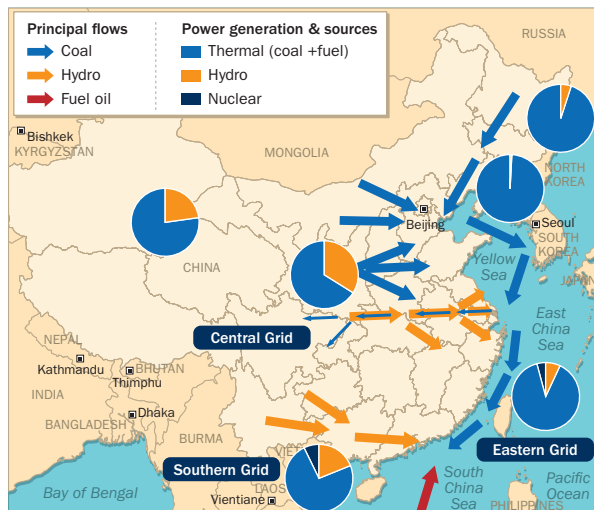 Principal flows
Coal
Hydro
Fuel oil
Power generation & sources
Thermal (coal +fuel)
Hydro
Nuclear
RUSSIA
Bishkek
KYRGYZSTAN
MONGOLIA
NORTH
KOREA
Beijing
Seoul
SOUTH
KOREA
Yellow
Sea
JAPAN
CHINA
East
China
Sea
Central Grid
NEPAL
Kathmandu
BHUTAN
Thimphu
INDIA
Dhaka
BANGLADESH
BURMA
VIET
Eastern Grid
Southern Grid
LAOS
Bay of Bengal
Vientiane
South
China
Sea
Pacific
Ocean
PHILIPPINES